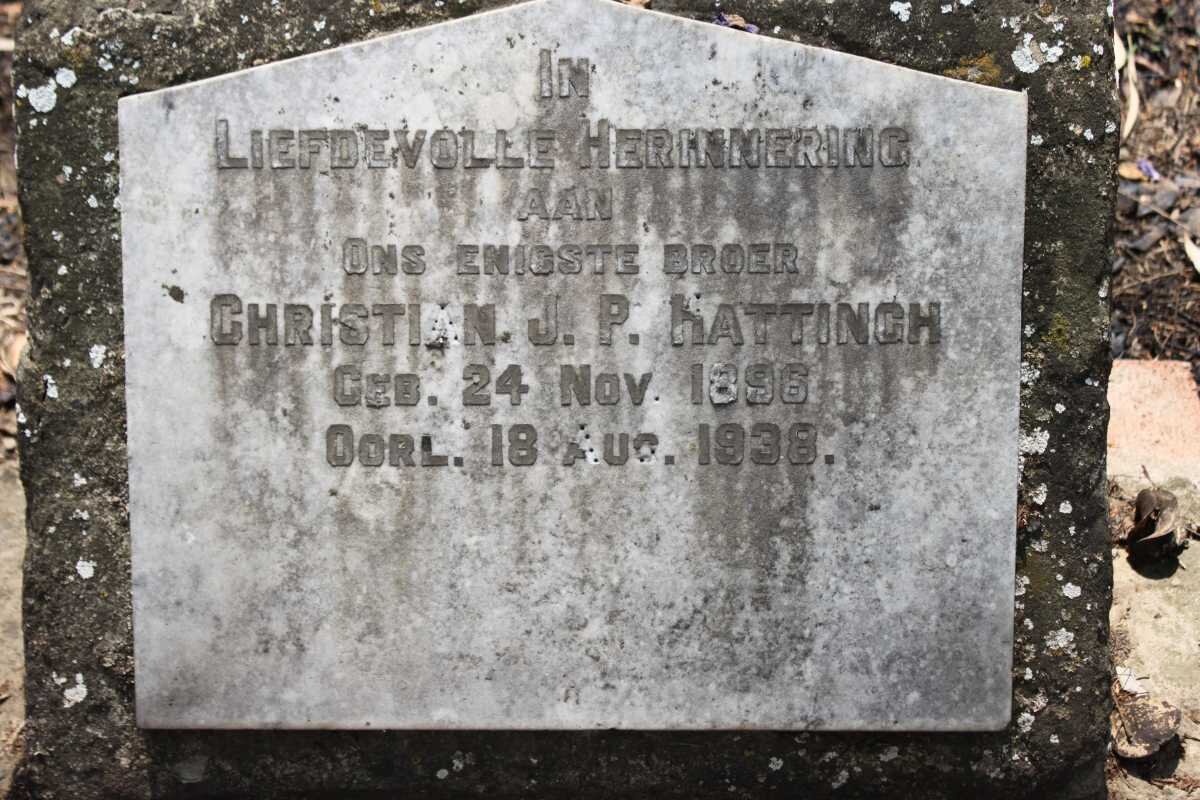 In
Liefdevolle Herinnering
aan
Ons enigste broer
Christian J. P. Hattingh
Geb. 24 Nov. 1896
Oorl. 18 Aug. 1938.